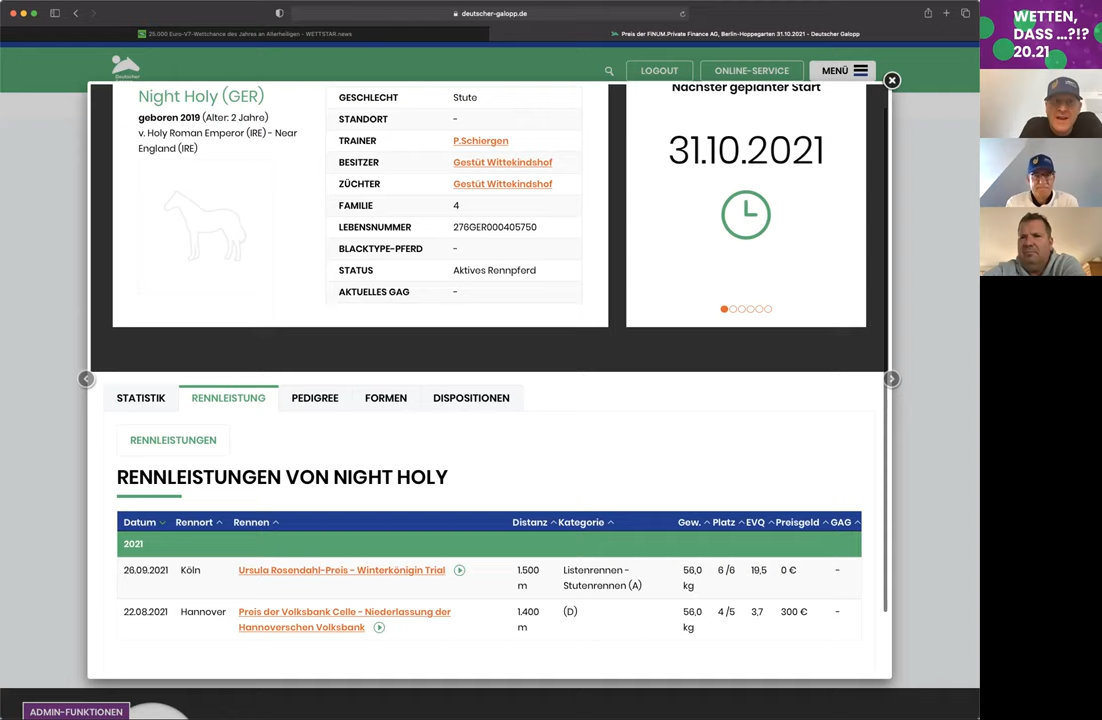 deutscher-galopp.de
25.000 Euro-V7-Wettchance des Jahres an Allerheiligen - WETTSTAR.news
Preis der FINUM.Private Finance AG, Berlin-Hoppegarten 31.10.2021 - Deutscher Galopp
WETTEN,
DASS ...?!?
20.21
Deutscher
LOGOUT
ONLINE-SERVICE
MENÜ
Night Holy (GER)
geboren 2019 (Alter: 2 Jahre)
v. Holy Roman Emperor (IRE) - Near
England (IRE)
GESCHLECHT Stute
STANDORT -
TRAINER P.Schiergen
BESITZER Gestüt Wittekindshof
ZÜCHTER Gestüt Wittekindshof
FAMILIE 4
LEBENSNUMMER 276GER000405750
BLACKTYPE-PFERD -
STATUS Aktives Rennpferd
AKTUELLES GAG -
Nächster geplanter Start
31.10.2021
STATISTIK RENNLEISTUNG PEDIGREE FORMEN DISPOSITIONEN
RENNLEISTUNGEN
RENNLEISTUNGEN VON NIGHT HOLY
Datum Rennort Rennen Distanz Kategorie Gew. Platz EVQ Preisgeld GAG
2021
26.09.2021 Köln Ursula Rosendahl-Preis - Winterkönigin Trial 1.500 Listenrennen - 56,0 6 /6 19,5 0 € -
m Stutenrennen (A) kg
22.08.2021 Hannover Preis der Volksbank Celle - Niederlassung der 1.400 (D) 56,0 4 /5 3,7 300 € -
Hannoverschen Volksbank m kg
ADMIN-FUNKTIONEN